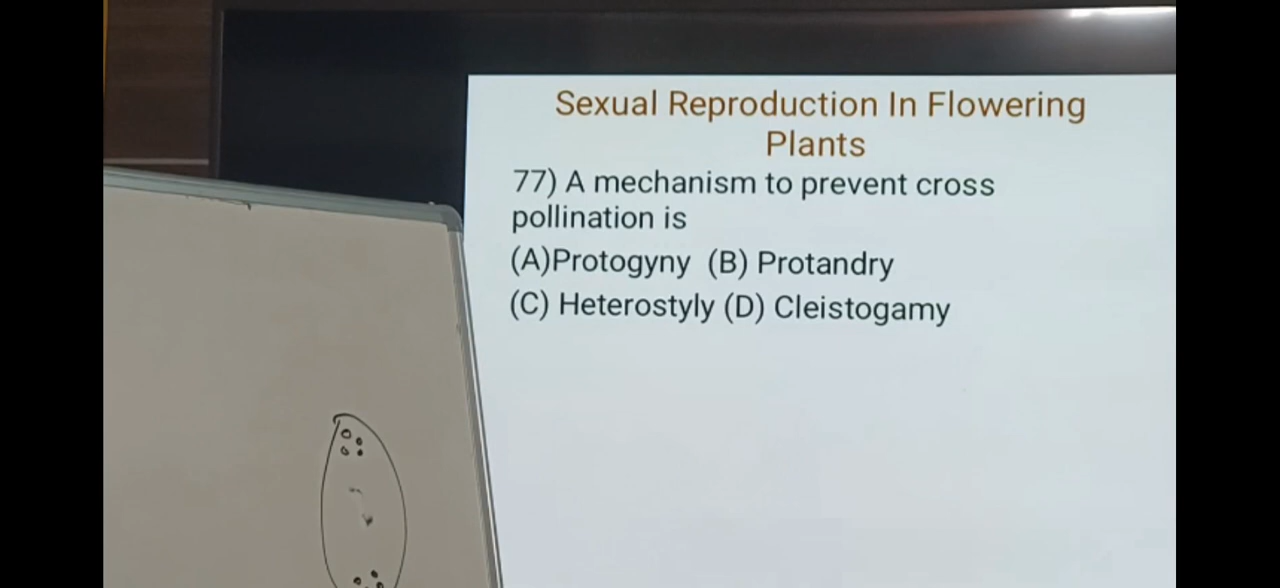 Sexual Reproduction In Flowering
Plants
77) A mechanism to prevent cross
pollination is
(A)Protogyny (B) Protandry
(C) Heterostyly (D) Cleistogamy